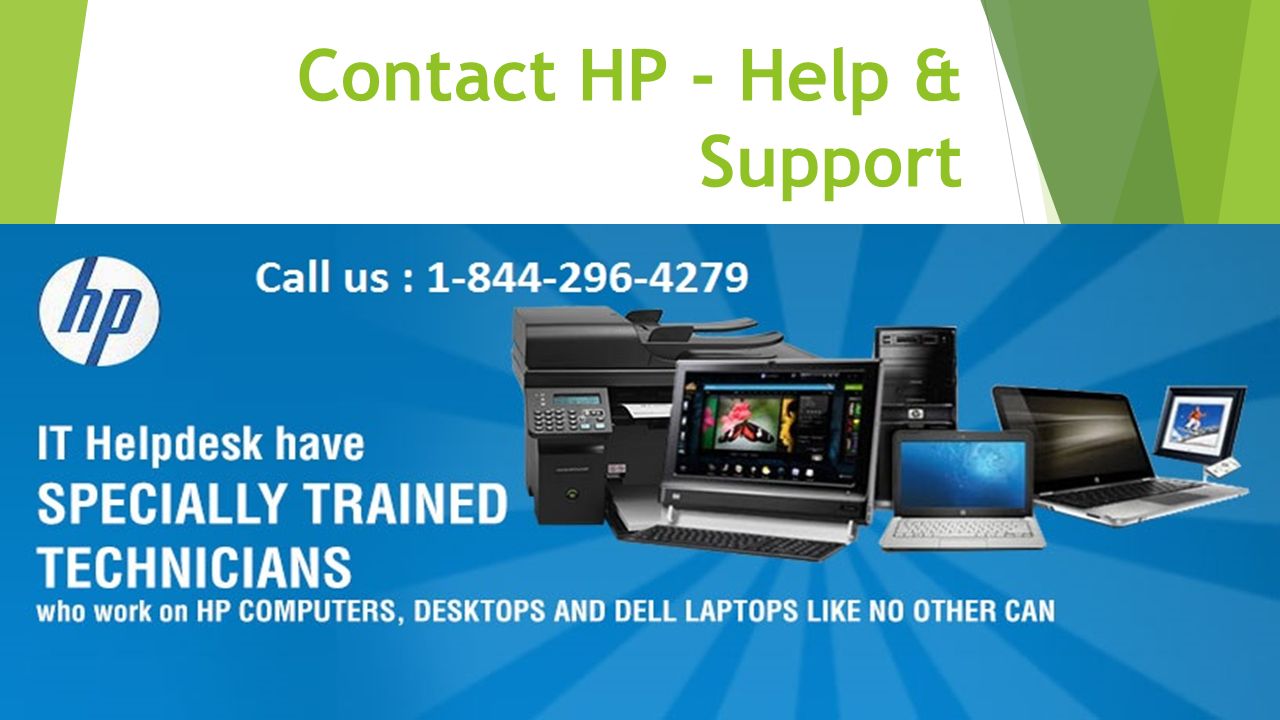 Contact HP - Help &
Support
hp
Call us : 1-844-296-4279
IT Helpdesk have
SPECIALLY TRAINED
TECHNICIANS
who work on HP COMPUTERS, DESKTOPS AND DELL LAPTOPS LIKE NO OTHER CAN